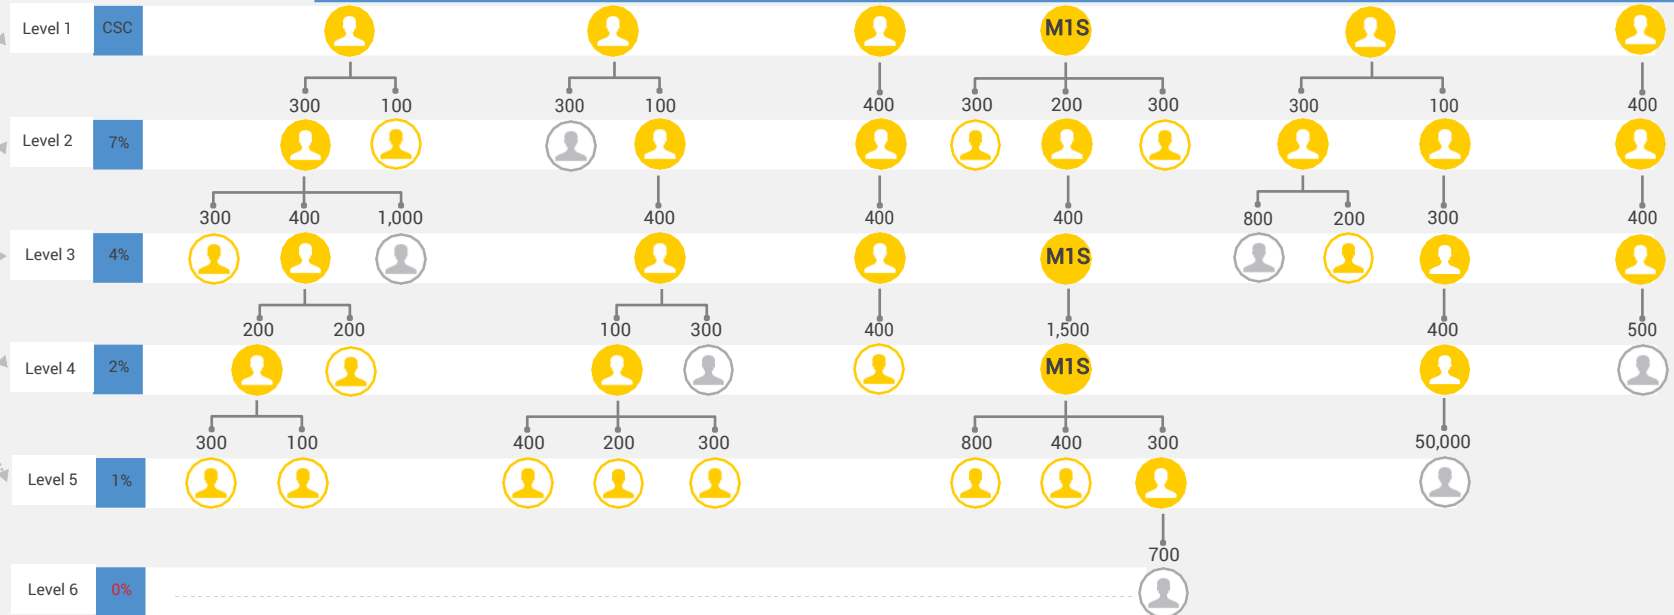 Level 1 CSC M1S
300 100 300 100 400 300 200 300 300 100 400
Level 2 7%
300 400 1,000 400 400 400 800 200 300 400
Level 3 4% M1S
200 200 100 300 400 1,500 400 500
Level 4 2% M1S
300 100 400 200 300 800 400 300 50,000
Level 5 1%
700
Level 6 0%